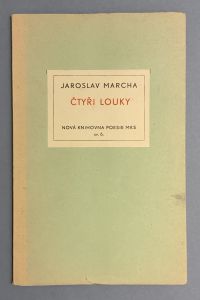 JAROSLAV MARCHA
ČTYŘI LOUKY
NOVÁ KNIHOVNA POESIE MKS
sv. 6.